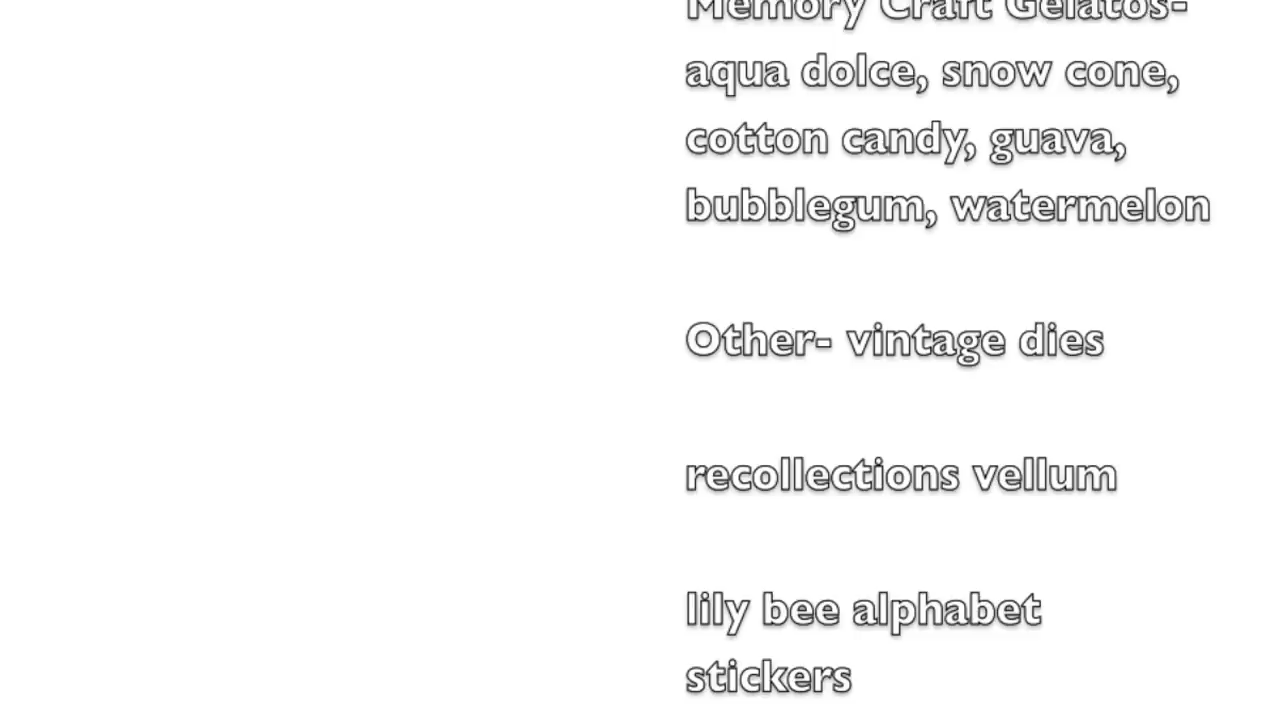 Memory Craft Gelatos-
aqua dolce, snow cone,
cotton candy, guava,
bubblegum, watermelon
Other- vintage dies
recollections vellum
lily bee alphabet
stickers